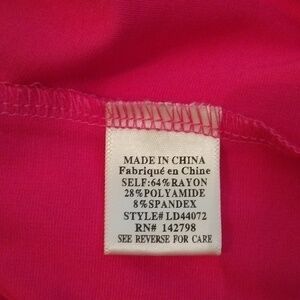 MADE IN CHINA
Fabriqué en Chine
SELF:64%RAYON
28%POLYAMIDE
8%SPANDEX
STYLE# LD44072
RN# 142798
SEE REVERSE FOR CARE